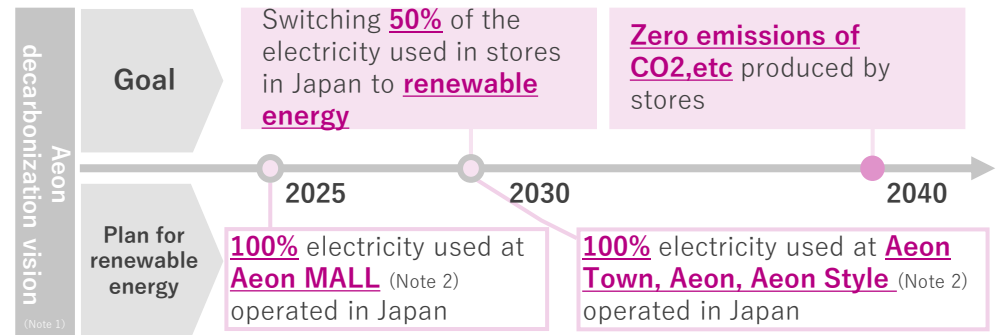 Aeon
decarbonization vision
(Note 1)
Goal
Switching 50% of the
electricity used in stores
in Japan to renewable
energy
Zero emissions of
CO2,etc produced by
stores
2025
2030
2040
Plan for
renewable
energy
100% electricity used at
Aeon MALL (Note 2)
operated in Japan
100% electricity used at Aeon
Town, Aeon, Aeon Style (Note 2)
operated in Japan